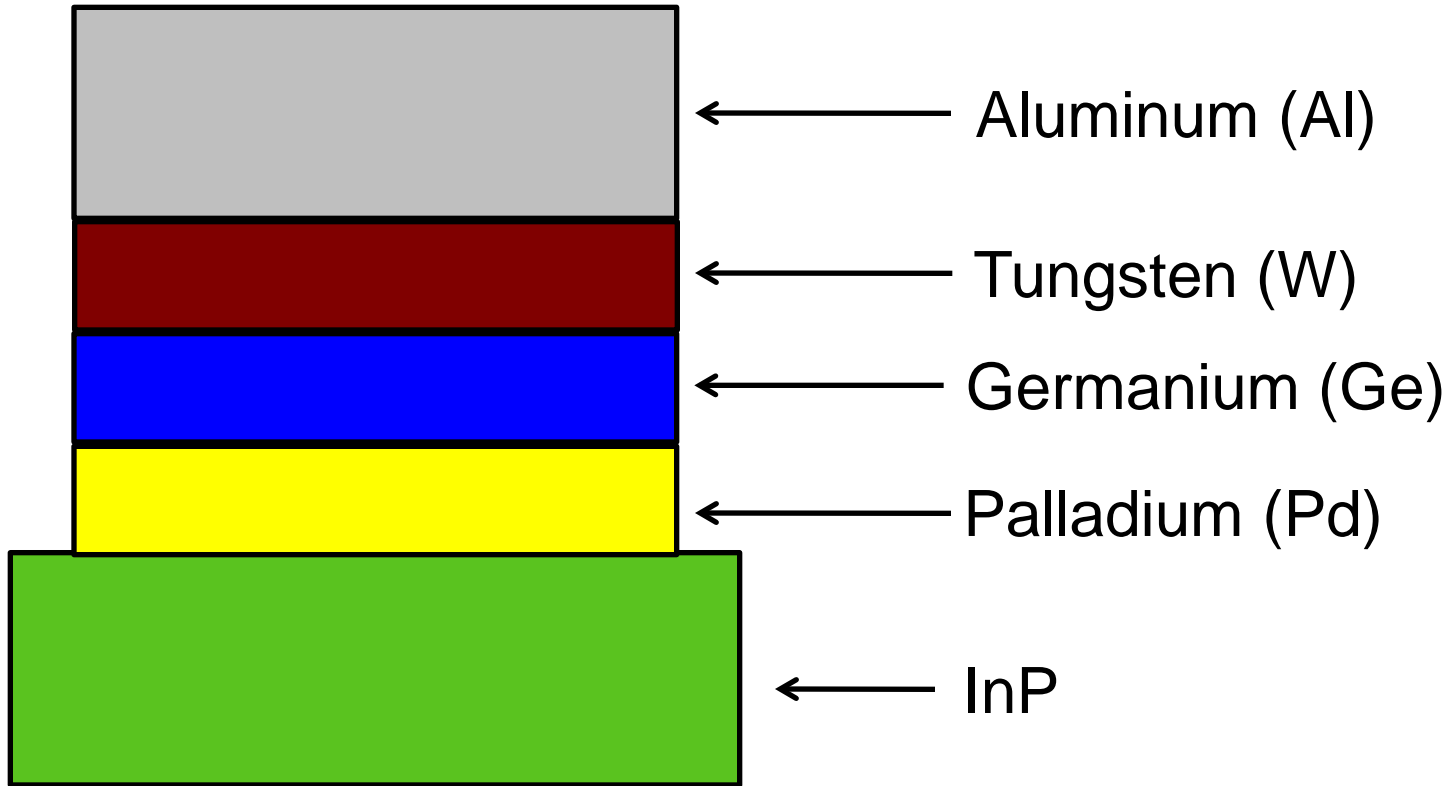 Aluminum (Al)
Tungsten (W)
Germanium (Ge)
Palladium (Pd)
InP